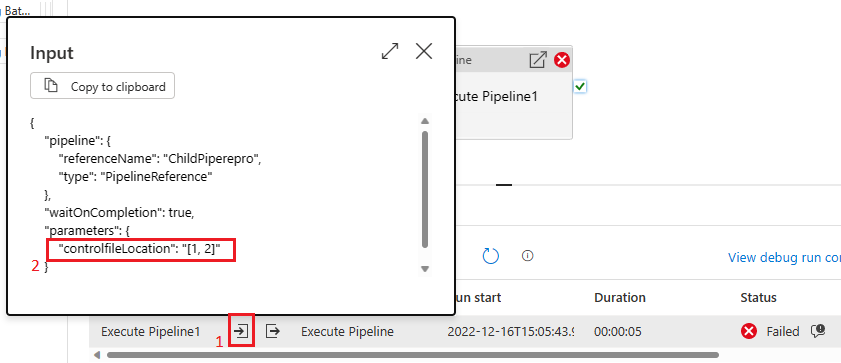 Bat...
Input
Copy to clipboard
{
"pipeline": {
"referenceName": "ChildPiperepro",
"type": "PipelineReference"
},
"waitOnCompletion": true,
"parameters": {
"controlfileLocation": "[1, 2]"
2
}
ine
cute Pipeline1
View debug run co
un start
Duration
Status
Execute Pipeline1
1
Execute Pipeline
2022-12-16T15:05:43.9
00:00:05
Failed